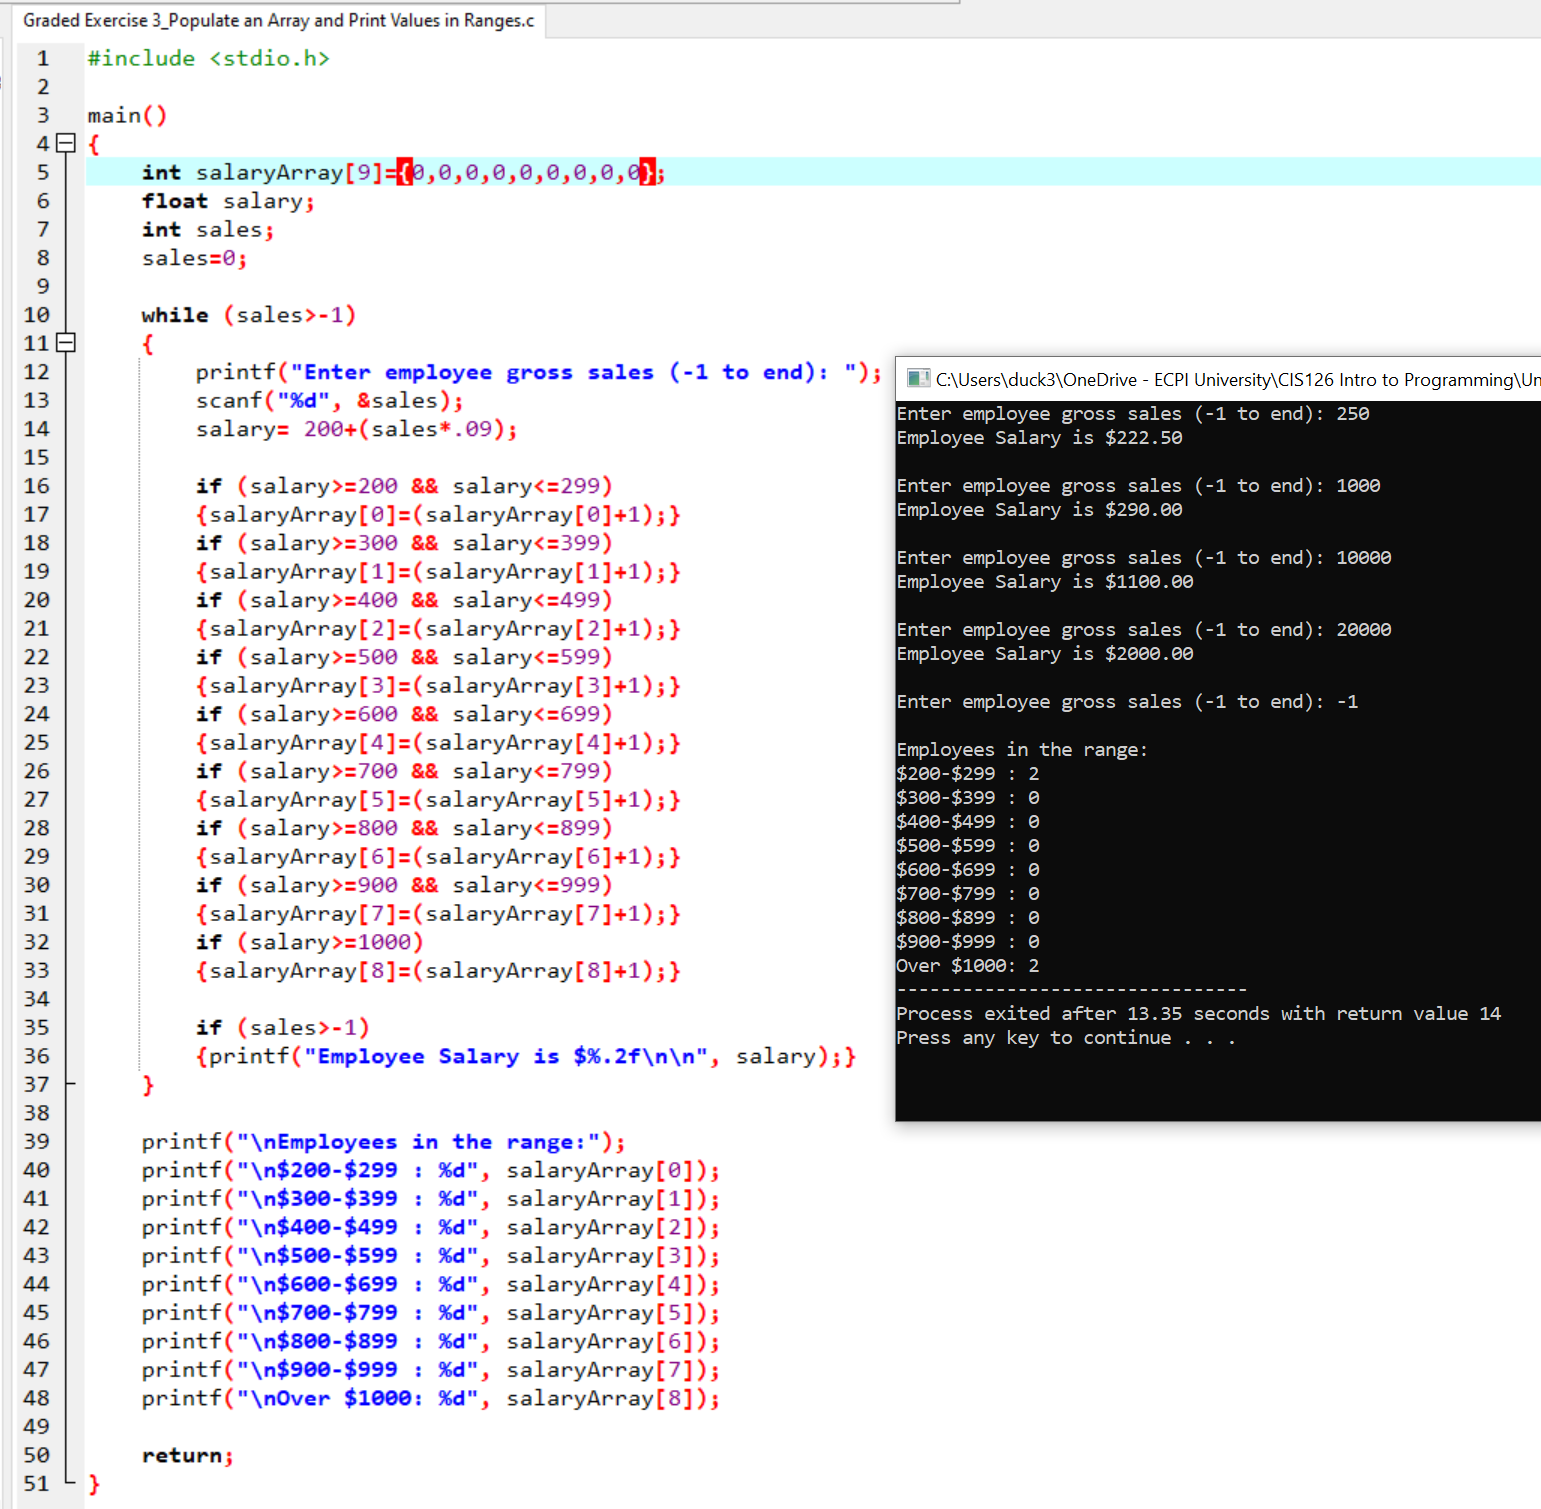 Graded Exercise 3_Populate an Array and Print Values in Ranges.c
1 #include <stdio.h>
2
3 main()
4 {
5 int salaryArray[9]={0,0,0,0,0,0,0,0,0};
6 float salary;
7 int sales;
8 sales=0;
9
10 while (sales>-1)
11 {
12 printf("Enter employee gross sales (-1 to end): ");
13 scanf("%d", &sales);
14 salary= 200+(sales*.09);
15
16 if (salary>=200 && salary<=299)
17 {salaryArray[0]=(salaryArray[0]+1);}
18 if (salary>=300 && salary<=399)
19 {salaryArray[1]=(salaryArray[1]+1);}
20 if (salary>=400 && salary<=499)
21 {salaryArray[2]=(salaryArray[2]+1);}
22 if (salary>=500 && salary<=599)
23 {salaryArray[3]=(salaryArray[3]+1);}
24 if (salary>=600 && salary<=699)
25 {salaryArray[4]=(salaryArray[4]+1);}
26 if (salary>=700 && salary<=799)
27 {salaryArray[5]=(salaryArray[5]+1);}
28 if (salary>=800 && salary<=899)
29 {salaryArray[6]=(salaryArray[6]+1);}
30 if (salary>=900 && salary<=999)
31 {salaryArray[7]=(salaryArray[7]+1);}
32 if (salary>=1000)
33 {salaryArray[8]=(salaryArray[8]+1);}
34
35 if (sales>-1)
36 {printf("Employee Salary is $%.2f\n\n", salary);}
37 }
38
39 printf("\nEmployees in the range:");
40 printf("\n$200-$299 : %d", salaryArray[0]);
41 printf("\n$300-$399 : %d", salaryArray[1]);
42 printf("\n$400-$499 : %d", salaryArray[2]);
43 printf("\n$500-$599 : %d", salaryArray[3]);
44 printf("\n$600-$699 : %d", salaryArray[4]);
45 printf("\n$700-$799 : %d", salaryArray[5]);
46 printf("\n$800-$899 : %d", salaryArray[6]);
47 printf("\n$900-$999 : %d", salaryArray[7]);
48 printf("\nOver $1000: %d", salaryArray[8]);
49
50 return;
51 }
C:\Users\duck3\OneDrive - ECPI University\CIS126 Intro to Programming\Un
Enter employee gross sales (-1 to end): 250
Employee Salary is $222.50
Enter employee gross sales (-1 to end): 1000
Employee Salary is $290.00
Enter employee gross sales (-1 to end): 10000
Employee Salary is $1100.00
Enter employee gross sales (-1 to end): 20000
Employee Salary is $2000.00
Enter employee gross sales (-1 to end): -1
Employees in the range:
$200-$299 : 2
$300-$399 : 0
$400-$499 : 0
$500-$599 : 0
$600-$699 : 0
$700-$799 : 0
$800-$899 : 0
$900-$999 : 0
Over $1000: 2
--------------------------------
Process exited after 13.35 seconds with return value 14
Press any key to continue . . .